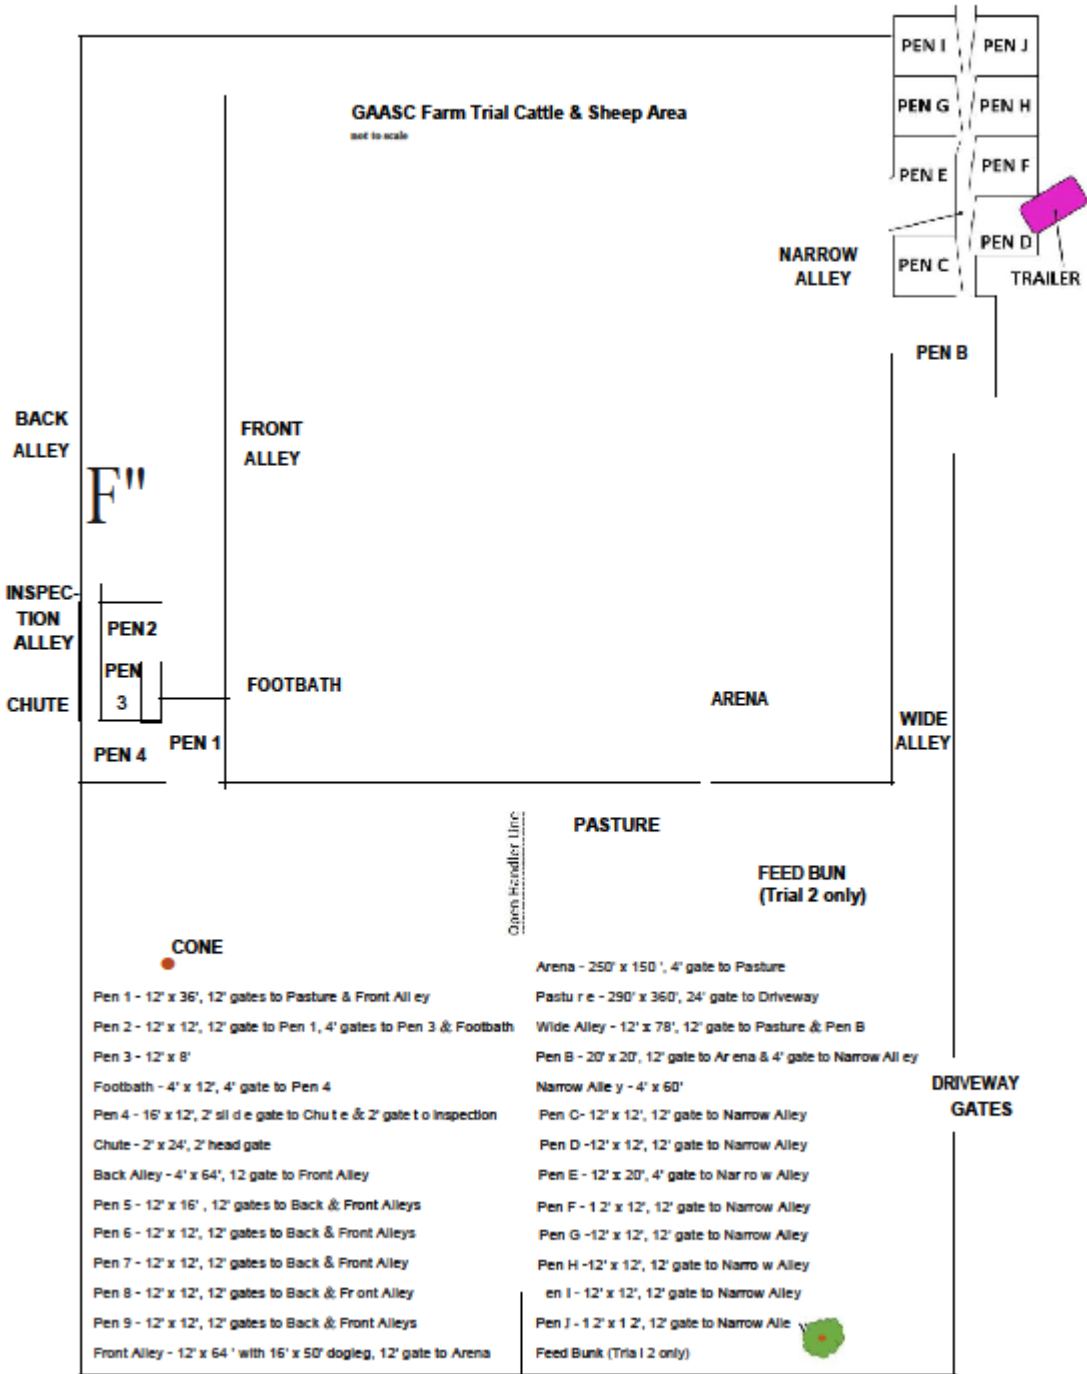 PEN I
PEN J
PEN G
PEN H
GAASC Farm Trial Cattle & Sheep Area
not to scale
PEN E
PEN F
PEN D
NARROW
ALLEY
PEN C
TRAILER
PEN B
BACK
ALLEY
FRONT
ALLEY
F"
INSPEC-
TION
ALLEY
PEN 2
PEN
3
FOOTBATH
CHUTE
ARENA
WIDE
ALLEY
PEN 4
PEN 1
Open Handler Line
PASTURE
FEED BUN
(Trial 2 only)
CONE
Pen 1 - 12' x 36', 12' gates to Pasture & Front All ey
Pen 2 - 12' x 12', 12' gate to Pen 1, 4' gates to Pen 3 & Footbath
Pen 3 - 12' x 8'
Footbath - 4' x 12', 4' gate to Pen 4
Pen 4 - 16' x 12', 2' sli d e gate to Chu t e & 2' gate t o Inspection
Chute - 2' x 24', 2' head gate
Back Alley - 4' x 64', 12 gate to Front Alley
Pen 5 - 12' x 16' , 12' gates to Back & Front Alleys
Pen 6 - 12' x 12', 12' gates to Back & Front Alleys
Pen 7 - 12' x 12', 12' gates to Back & Front Alley
Pen 8 - 12' x 12', 12' gates to Back & Fr ont Alley
Pen 9 - 12' x 12', 12' gates to Back & Front Alleys
Front Alley - 12' x 64 ' with 16' x 50' dogleg, 12' gate to Arena
Arena - 250' x 150 ', 4' gate to Pasture
Pastu r e - 290' x 360', 24' gate to Driveway
Wide Alley - 12' x 78', 12' gate to Pasture & Pen B
Pen B - 20' x 20', 12' gate to Ar ena & 4' gate to Narrow All ey
Narrow Alle y - 4' x 60'
Pen C- 12' x 12', 12' gate to Narrow Alley
Pen D -12' x 12', 12' gate to Narrow Alley
Pen E - 12' x 20', 4' gate to Nar ro w Alley
Pen F - 1 2' x 12', 12' gate to Narrow Alley
Pen G -12' x 12', 12' gate to Narrow Alley
Pen H -12' x 12', 12' gate to Narro w Alley
en I - 12' x 12', 12' gate to Narrow Alley
Pen J - 1 2' x 1 2', 12' gate to Narrow Alle
Feed Bunk (Tria l 2 only)
DRIVEWAY
GATES